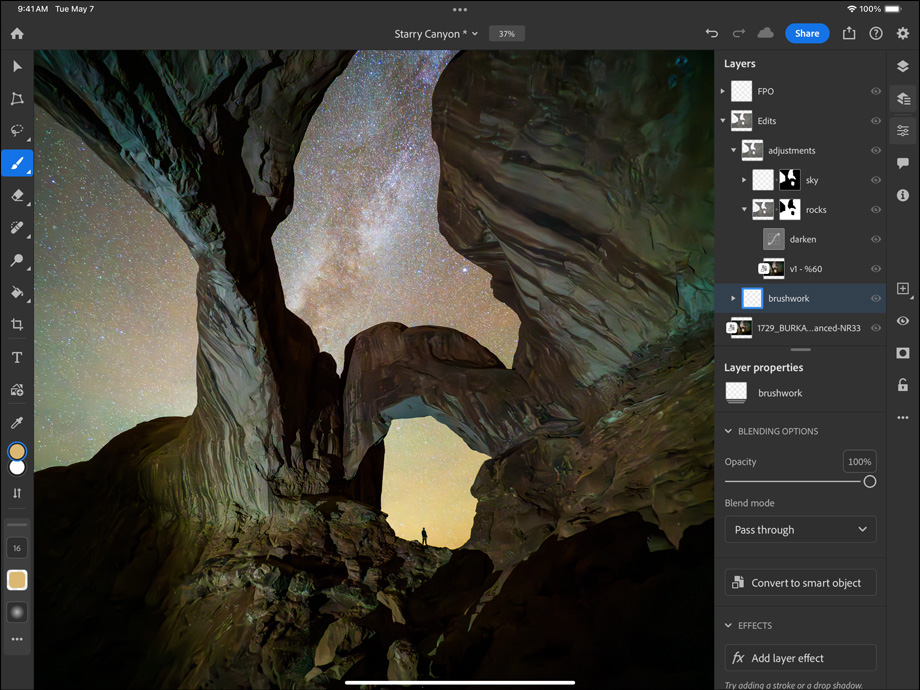 9:41AM Tue May 7
100%
Starry Canyon *
37%
Share
Layers
FPO
Edits
adjustments
sky
rocks
darken
v1 - %60
brushwork
1729_BURKA...anced-NR33
Layer properties
brushwork
BLENDING OPTIONS
Opacity
100%
Blend mode
Pass through
Convert to smart object
EFFECTS
fx Add layer effect
Try adding a stroke or a drop shadow.
T
16